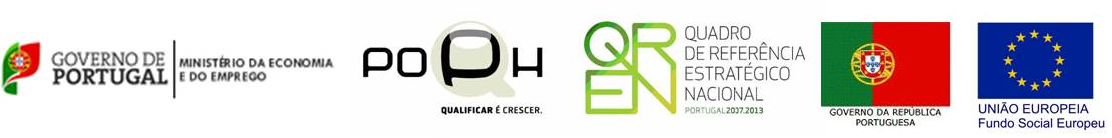 GOVERNO DE
PORTUGAL
MINISTÉRIO DA ECONOMIA
E DO EMPREGO
POPH
QUALIFICAR É CRESCER.
QREN
QUADRO
DE REFERÊNCIA
ESTRATÉGICO
NACIONAL
PORTUGAL2007.2013
GOVERNO DA REPÚBLICA
PORTUGUESA
UNIÃO EUROPEIA
Fundo Social Europeu